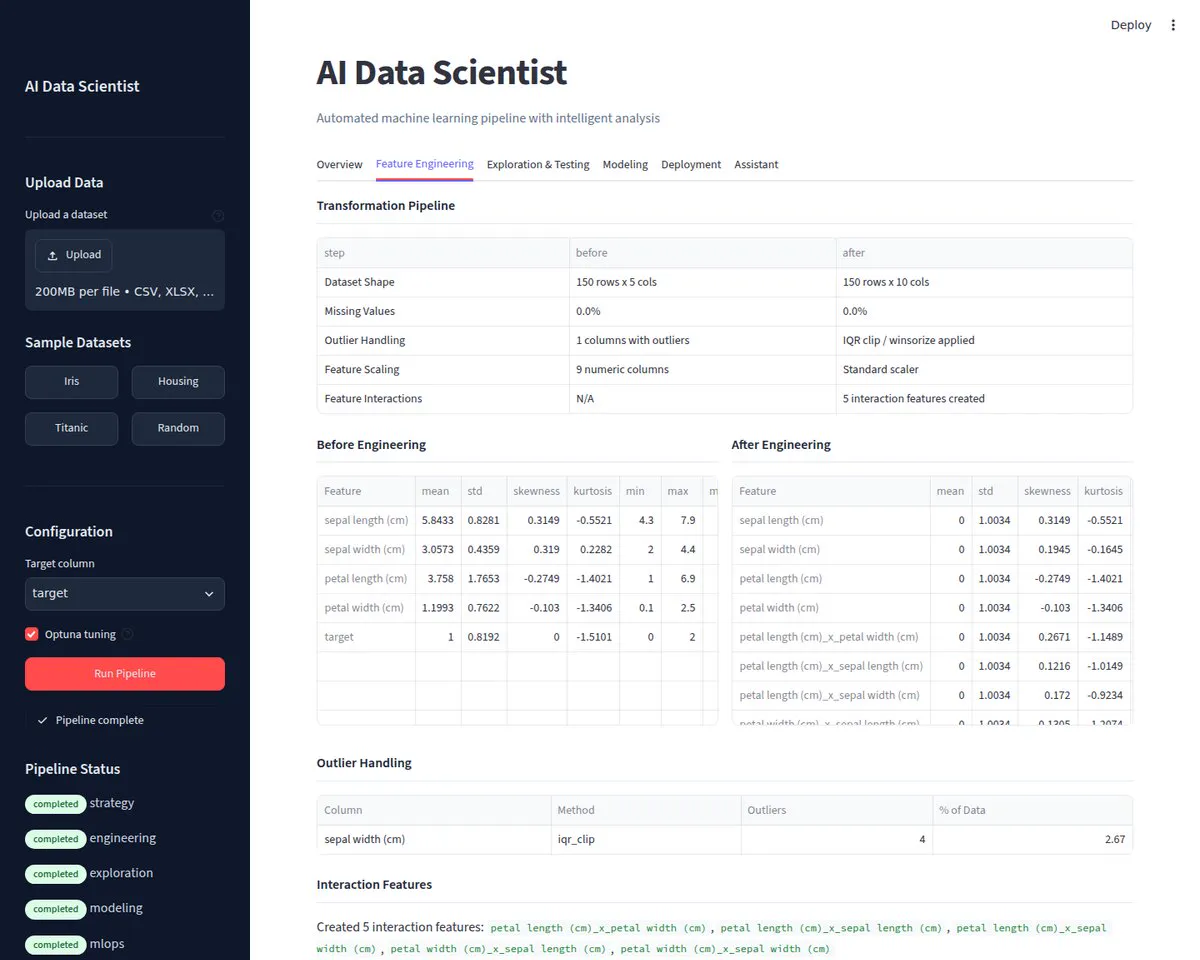 Deploy
AI Data Scientist
Upload Data
Upload a dataset
Upload
200MB per file • CSV, XLSX, ...
Sample Datasets
Iris
Housing
Titanic
Random
Configuration
Target column
target
Optuna tuning
Run Pipeline
Pipeline complete
Pipeline Status
completed strategy
completed engineering
completed exploration
completed modeling
completed mlops
AI Data Scientist
Automated machine learning pipeline with intelligent analysis
Overview Feature Engineering Exploration & Testing Modeling Deployment Assistant
Transformation Pipeline
step before after
Dataset Shape 150 rows x 5 cols 150 rows x 10 cols
Missing Values 0.0% 0.0%
Outlier Handling 1 columns with outliers IQR clip / winsorize applied
Feature Scaling 9 numeric columns Standard scaler
Feature Interactions N/A 5 interaction features created
Before Engineering
Feature mean std skewness kurtosis min max m
sepal length (cm) 5.8433 0.8281 0.3149 -0.5521 4.3 7.9
sepal width (cm) 3.0573 0.4359 0.319 0.2282 2 4.4
petal length (cm) 3.758 1.7653 -0.2749 -1.4021 1 6.9
petal width (cm) 1.1993 0.7622 -0.103 -1.3406 0.1 2.5
target 1 0.8192 0 -1.5101 0 2
After Engineering
Feature mean std skewness kurtosis
sepal length (cm) 0 1.0034 0.3149 -0.5521
sepal width (cm) 0 1.0034 0.1945 -0.1645
petal length (cm) 0 1.0034 -0.2749 -1.4021
petal width (cm) 0 1.0034 -0.103 -1.3406
petal length (cm)_x_petal width (cm) 0 1.0034 0.2671 -1.1489
petal length (cm)_x_sepal length (cm) 0 1.0034 0.1216 -1.0149
petal length (cm)_x_sepal width (cm) 0 1.0034 0.172 -0.9234
petal width (cm)_x_sepal length (cm) 0 1.0034 0.1305 -1.2074
Outlier Handling
Column Method Outliers % of Data
sepal width (cm) iqr_clip 4 2.67
Interaction Features
Created 5 interaction features: petal length (cm)_x_petal width (cm) , petal length (cm)_x_sepal length (cm) , petal length (cm)_x_sepal
width (cm) , petal width (cm)_x_sepal length (cm) , petal width (cm)_x_sepal width (cm)